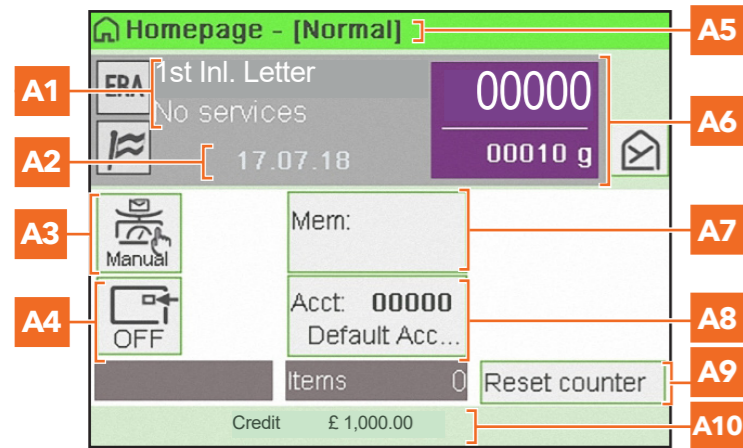 Homepage - [Normal]
A5
A1
ERA
1st Inl. Letter
No services
00000
A6
A2
17.07.18
00010 g
A3
Manual
Mem:
A7
A4
OFF
Acct: 00000
Default Acc...
A8
Items 0
Reset counter
A9
Credit £ 1,000.00
A10